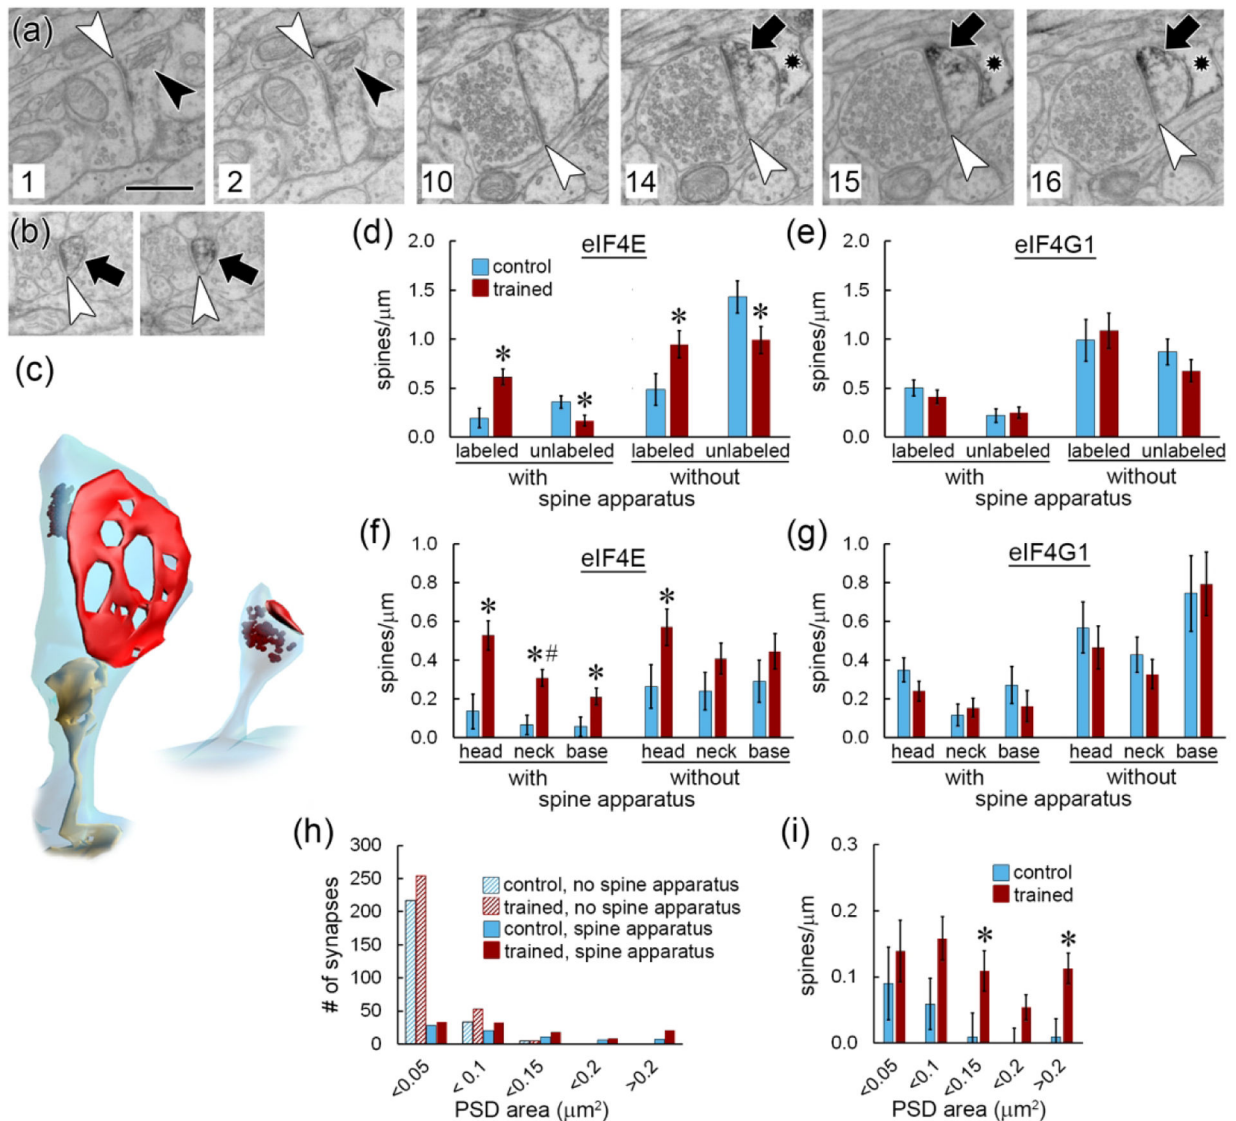 (a)
1
2
10
14
15
16
(b)
(c)
(d)
eIF4E
spines/μm
2.0
1.5
1.0
0.5
0.0
control
trained
*
*
*
*
labeled unlabeled labeled unlabeled
with without
spine apparatus
(e)
eIF4G1
spines/μm
2.0
1.5
1.0
0.5
0.0
labeled unlabeled labeled unlabeled
with without
spine apparatus
(f)
eIF4E
spines/μm
1.0
0.8
0.6
0.4
0.2
0.0
*
*#
*
*
head neck base head neck base
with without
spine apparatus
(g)
eIF4G1
spines/μm
1.0
0.8
0.6
0.4
0.2
0.0
head neck base head neck base
with without
spine apparatus
(h)
# of synapses
300
250
200
150
100
50
0
control, no spine apparatus
trained, no spine apparatus
control, spine apparatus
trained, spine apparatus
<0.05 < 0.1 <0.15 <0.2 >0.2
PSD area (μm²)
(i)
spines/μm
0.3
0.2
0.1
0.0
control
trained
*
*
<0.05 <0.1 <0.15 <0.2 >0.2
PSD area (μm²)